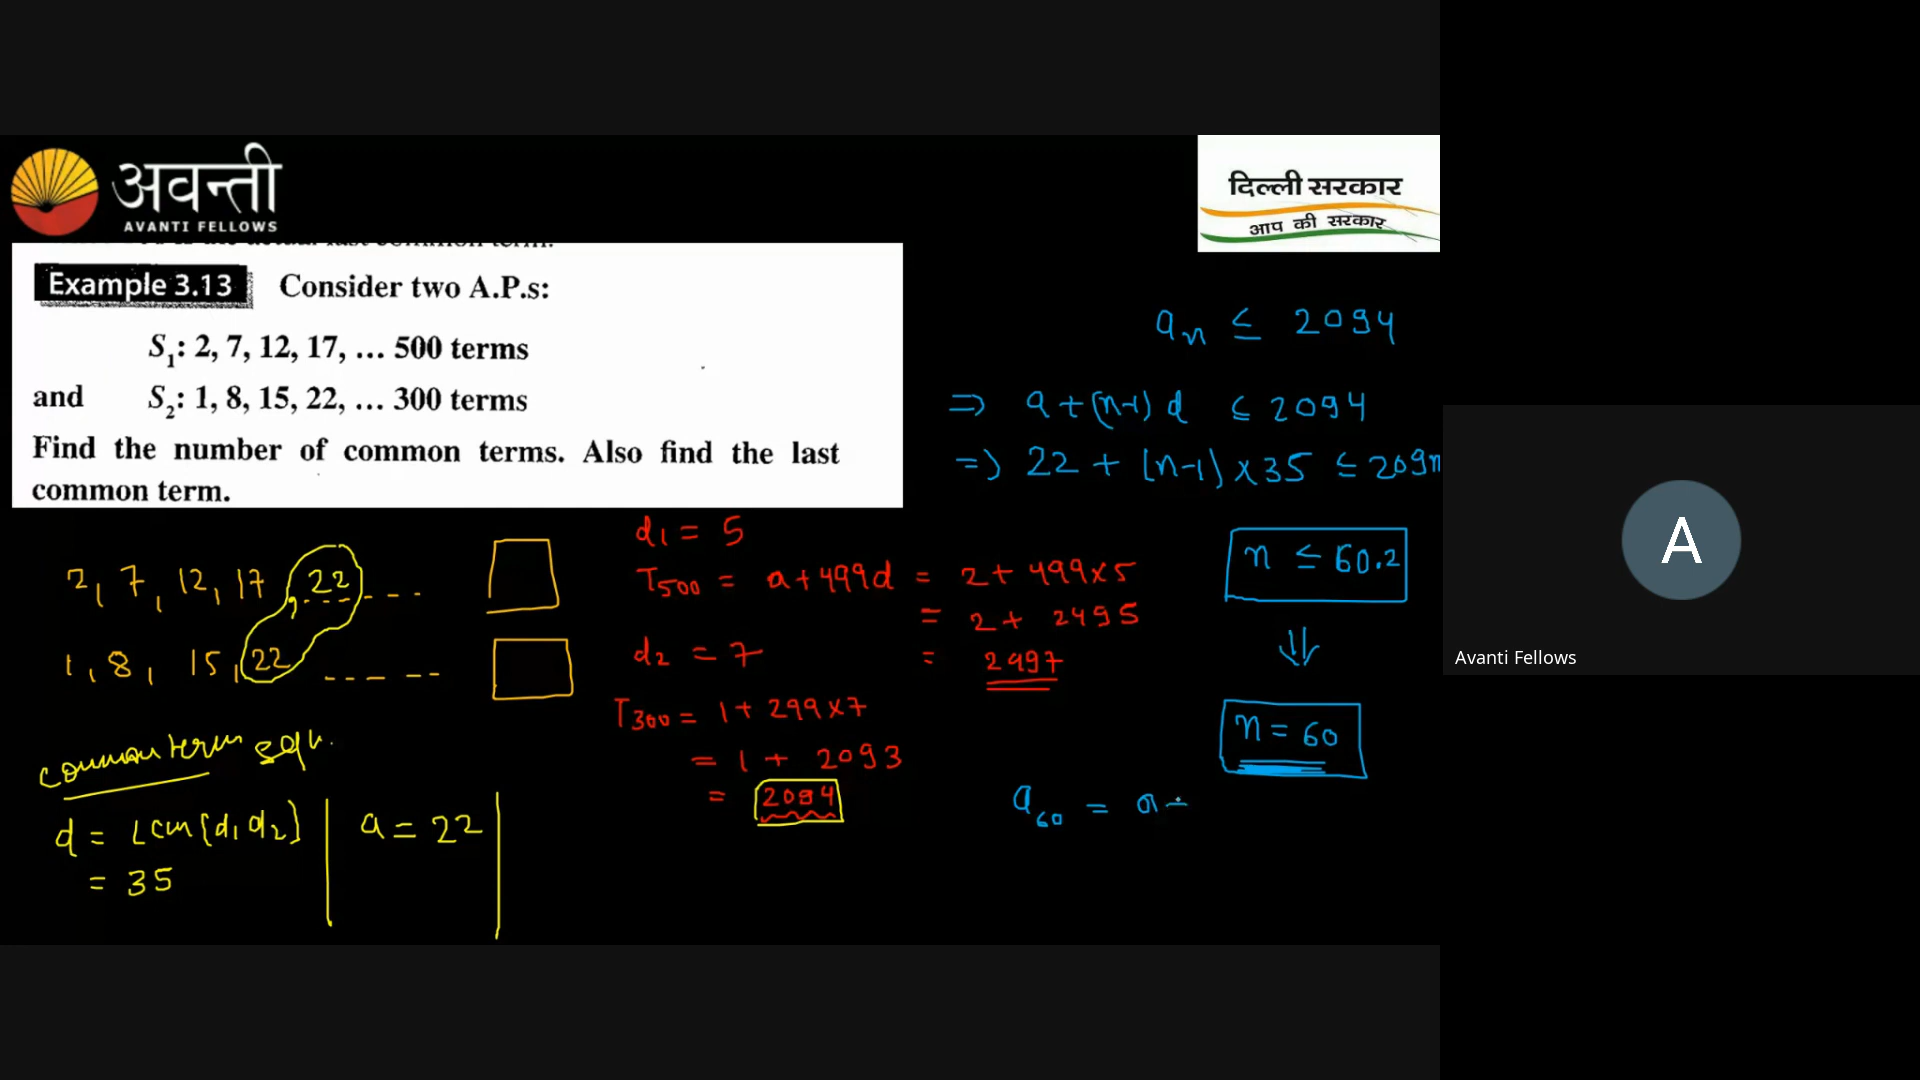 अवन्ती
AVANTI FELLOWS
दिल्ली सरकार
आप की सरकार
Example 3.13 Consider two A.P.s:
S₁: 2, 7, 12, 17, ... 500 terms
and S₂: 1, 8, 15, 22, ... 300 terms
Find the number of common terms. Also find the last
common term.
2, 7, 12, 17, 22, - - -
1, 8, 15, 22 - - - - -
common term sqn.
d = LCM(d₁ d₂)
= 35
a = 22
d₁ = 5
T₅₀₀ = a + 499d = 2 + 499×5
= 2 + 2495
= 2497
d₂ = 7
T₃₀₀ = 1 + 299×7
= 1 + 2093
= 2094
aₙ ≤ 2094
⇒ a + (n-1) d ≤ 2094
⇒ 22 + (n-1) × 35 ≤ 2094
n ≤ 60.2
⇓
n = 60
a₆₀ = a +
A
Avanti Fellows